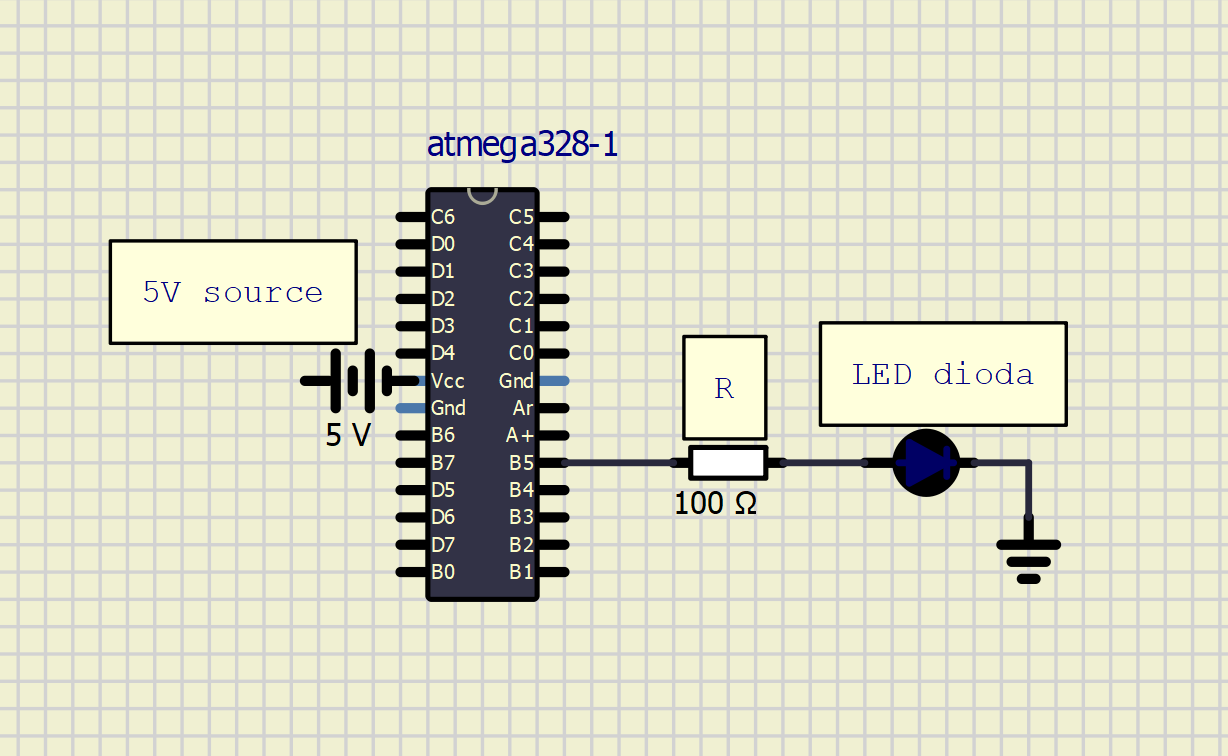 atmega328-1
C6 C5
D0 C4
5V source
D1 C3
D2 C2
D3 C1
D4 C0
Vcc Gnd
Gnd Ar
5 V
B6 A+
B7 B5
D5 B4
D6 B3
D7 B2
B0 B1
R
100 Ω
LED dioda